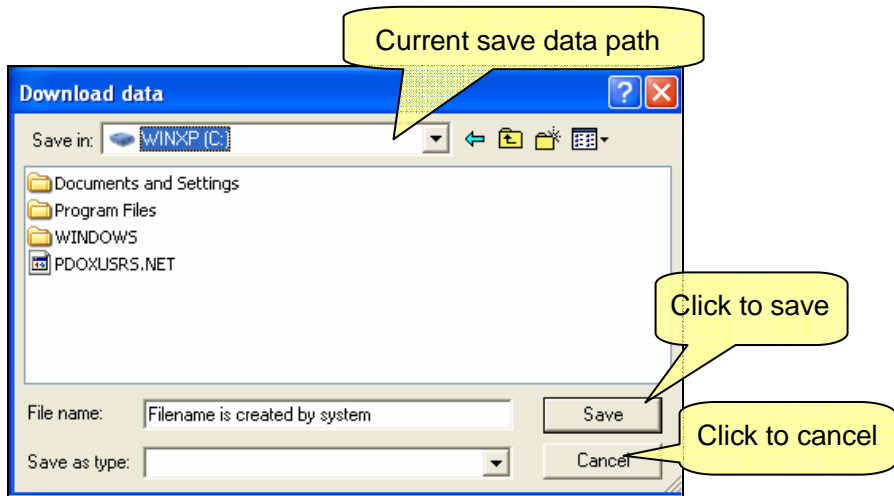 Current save data path
Download data
Save in: WINXP (C:)
Documents and Settings
Program Files
WINDOWS
PDOXUSRS.NET
Click to save
File name: Filename is created by system Save
Click to cancel
Save as type: Cancel